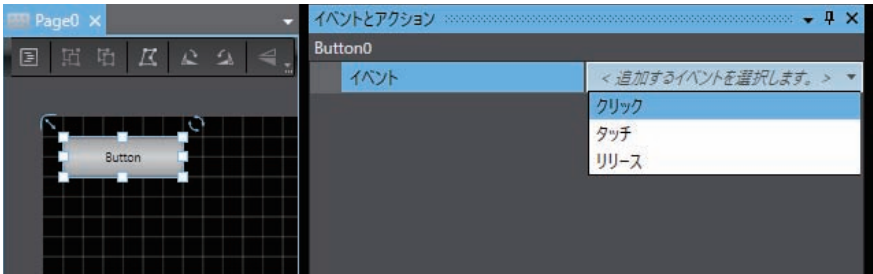 Page0
イベントとアクション
Button0
イベント
< 追加するイベントを選択します。 >
クリック
タッチ
リリース
Button